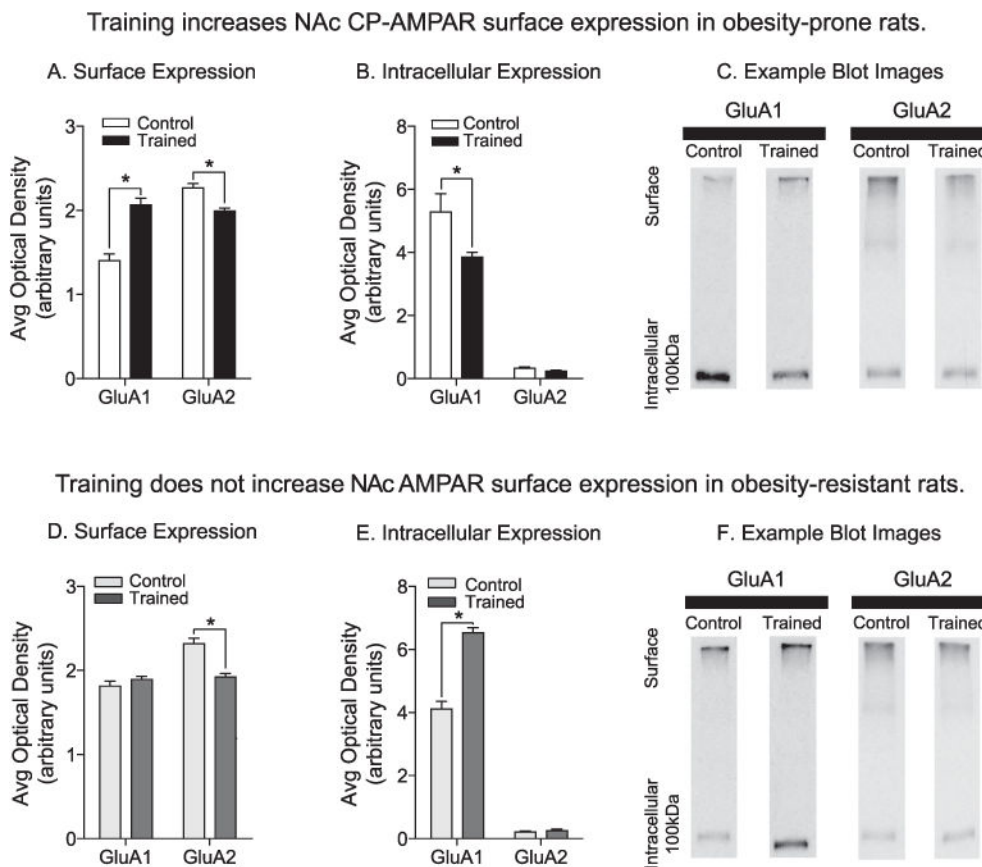 Training increases NAc CP-AMPAR surface expression in obesity-prone rats.
A. Surface Expression
Avg Optical Density
(arbitrary units)
3
2
1
0
Control
Trained
*
*
GluA1
GluA2
B. Intracellular Expression
Avg Optical Density
(arbitrary units)
8
6
4
2
0
Control
Trained
*
GluA1
GluA2
C. Example Blot Images
GluA1
GluA2
Control
Trained
Control
Trained
Surface
Intracellular
100kDa
Training does not increase NAc AMPAR surface expression in obesity-resistant rats.
D. Surface Expression
Avg Optical Density
(arbitrary units)
3
2
1
0
Control
Trained
*
GluA1
GluA2
E. Intracellular Expression
Avg Optical Density
(arbitrary units)
8
6
4
2
0
Control
Trained
*
GluA1
GluA2
F. Example Blot Images
GluA1
GluA2
Control
Trained
Control
Trained
Surface
Intracellular
100kDa